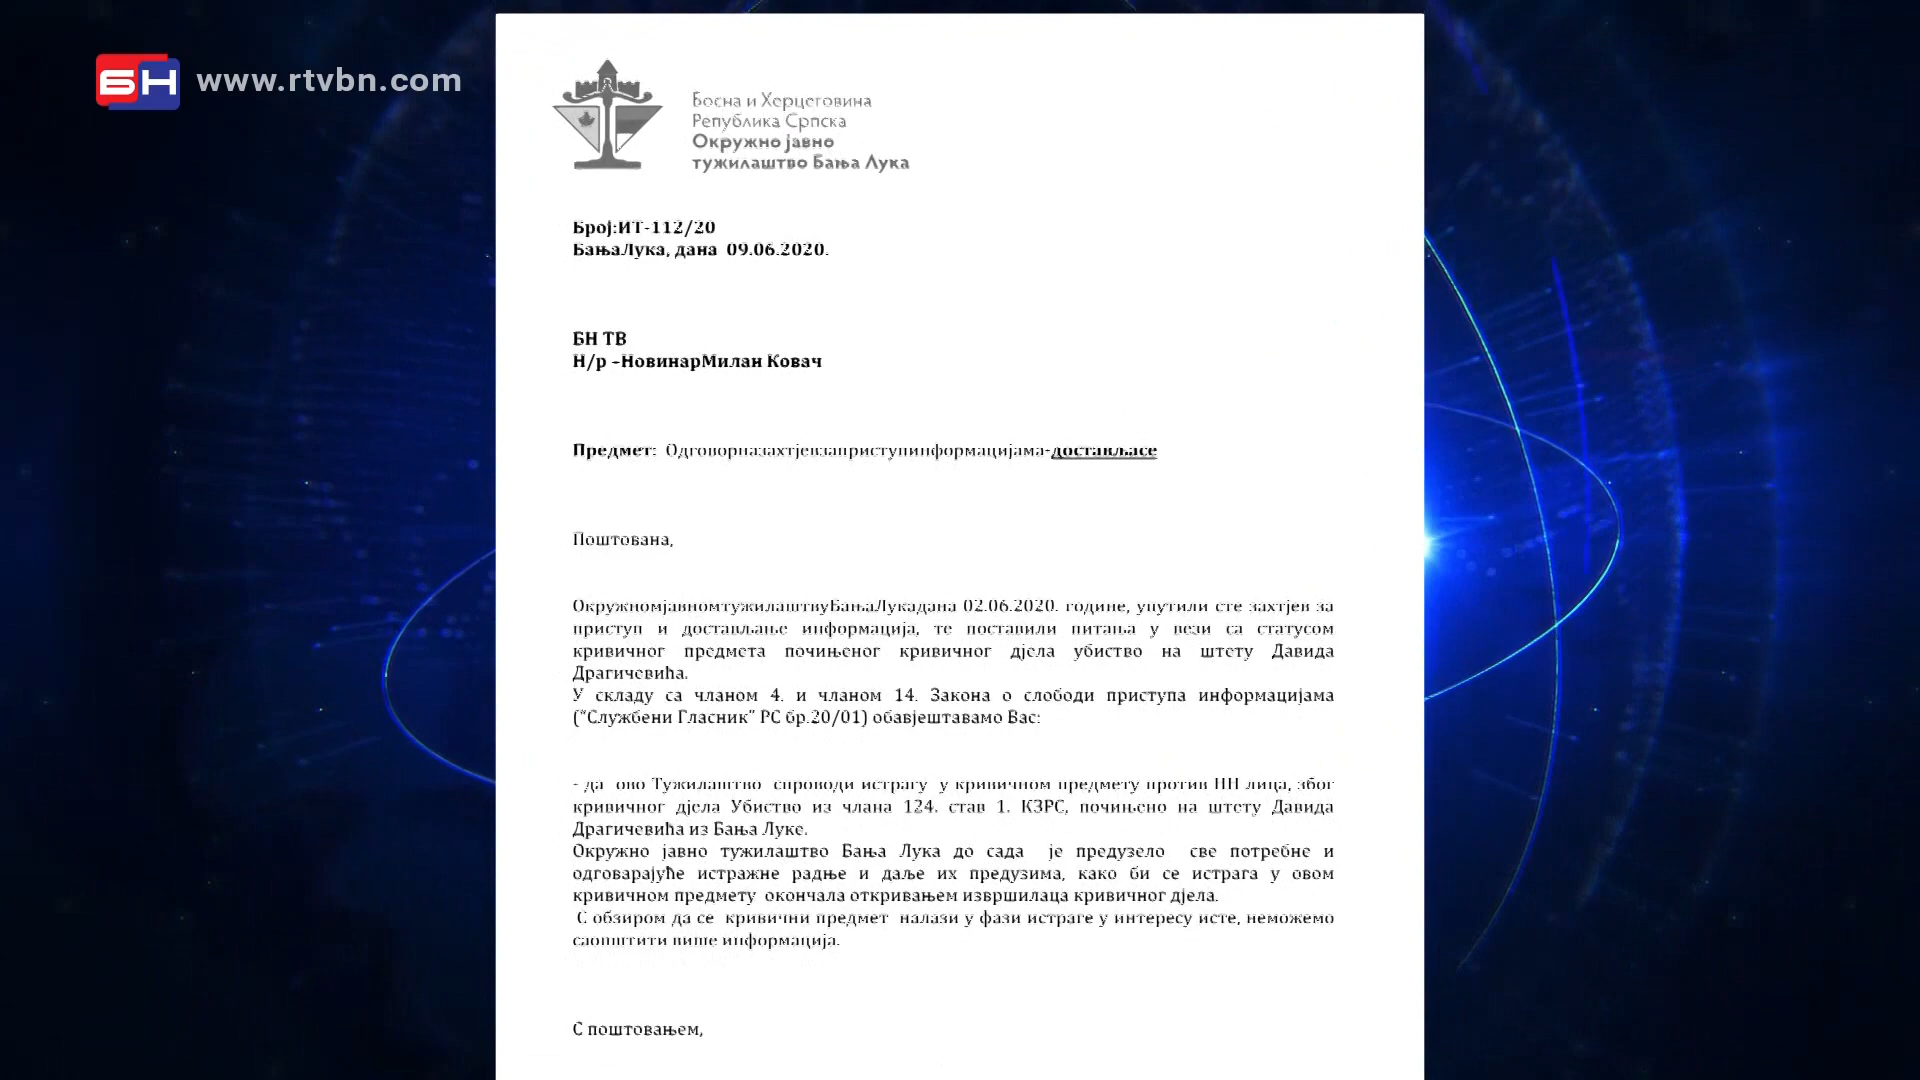 БН www.rtvbn.com
Босна и Херцеговина
Република Српска
Окружно јавно
тужилаштво Бања Лука
Број:ИТ-112/20
БањаЛука, дана 09.06.2020.
БН ТВ
Н/р –НовинарМилан Ковач
Предмет: Одговорназахтјевзаприступинформацијама-достављасе
Поштована,
ОкружномјавномтужилаштвуБањаЛукадана 02.06.2020. године, упутили сте захтјев за
приступ и достављање информација, те поставили питања у вези са статусом
кривичног предмета почињеног кривичног дјела убиство на штету Давида
Драгичевића.
У складу са чланом 4. и чланом 14. Закона о слободи приступа информацијама
(“Службени Гласник” РС бр.20/01) обавјештавамо Вас:
- да ово Тужилаштво спроводи истрагу у кривичном предмету против НН лица, због
кривичног дјела Убиство из члана 124. став 1. КЗРС, почињено на штету Давида
Драгичевића из Бања Луке.
Окружно јавно тужилаштво Бања Лука до сада је предузело све потребне и
одговарајуће истражне радње и даље их предузима, како би се истрага у овом
кривичном предмету окончала откривањем извршилаца кривичног дјела.
С обзиром да се кривични предмет налази у фази истраге у интересу исте, неможемо
саопштити више информација.
С поштовањем,